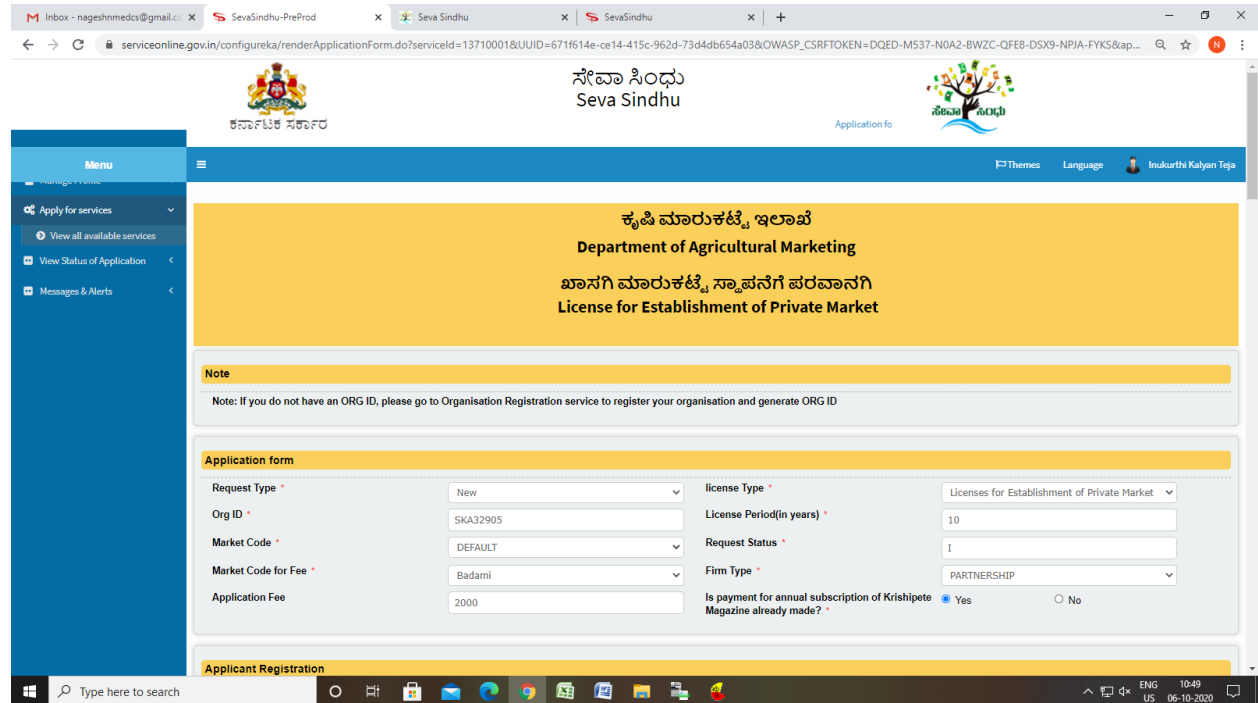 Inbox - nageshnmedcs@gmail.c
SevaSindhu-PreProd
Seva Sindhu
SevaSindhu
serviceonline.gov.in/configureka/renderApplicationForm.do?serviceId=13710001&UUID=671f614e-ce14-415c-962d-73d4db654a03&OWASP_CSRFTOKEN=DQED-M537-N0A2-BWZC-QFE8-DSX9-NPJA-FYKS&ap...
N
ಕರ್ನಾಟಕ ಸರ್ಕಾರ
ಸೇವಾ ಸಿಂಧು
Seva Sindhu
Application fo
ಸೇವಾ ಸಿಂಧು
Menu
Themes
Language
Inukurthi Kalyan Teja
Manage Profile
Apply for services
View all available services
View Status of Application
Messages & Alerts
ಕೃಷಿ ಮಾರುಕಟ್ಟೆ ಇಲಾಖೆ
Department of Agricultural Marketing
ಖಾಸಗಿ ಮಾರುಕಟ್ಟೆ ಸ್ಥಾಪನೆಗೆ ಪರವಾನಗಿ
License for Establishment of Private Market
Note
Note: If you do not have an ORG ID, please go to Organisation Registration service to register your organisation and generate ORG ID
Application form
Request Type * New license Type * Licenses for Establishment of Private Market
Org ID * SKA32905 License Period(in years) * 10
Market Code * DEFAULT Request Status * I
Market Code for Fee * Badami Firm Type * PARTNERSHIP
Application Fee 2000 Is payment for annual subscription of Krishipete Yes No
Magazine already made? *
Applicant Registration
Type here to search
ENG 10:49
US 06-10-2020